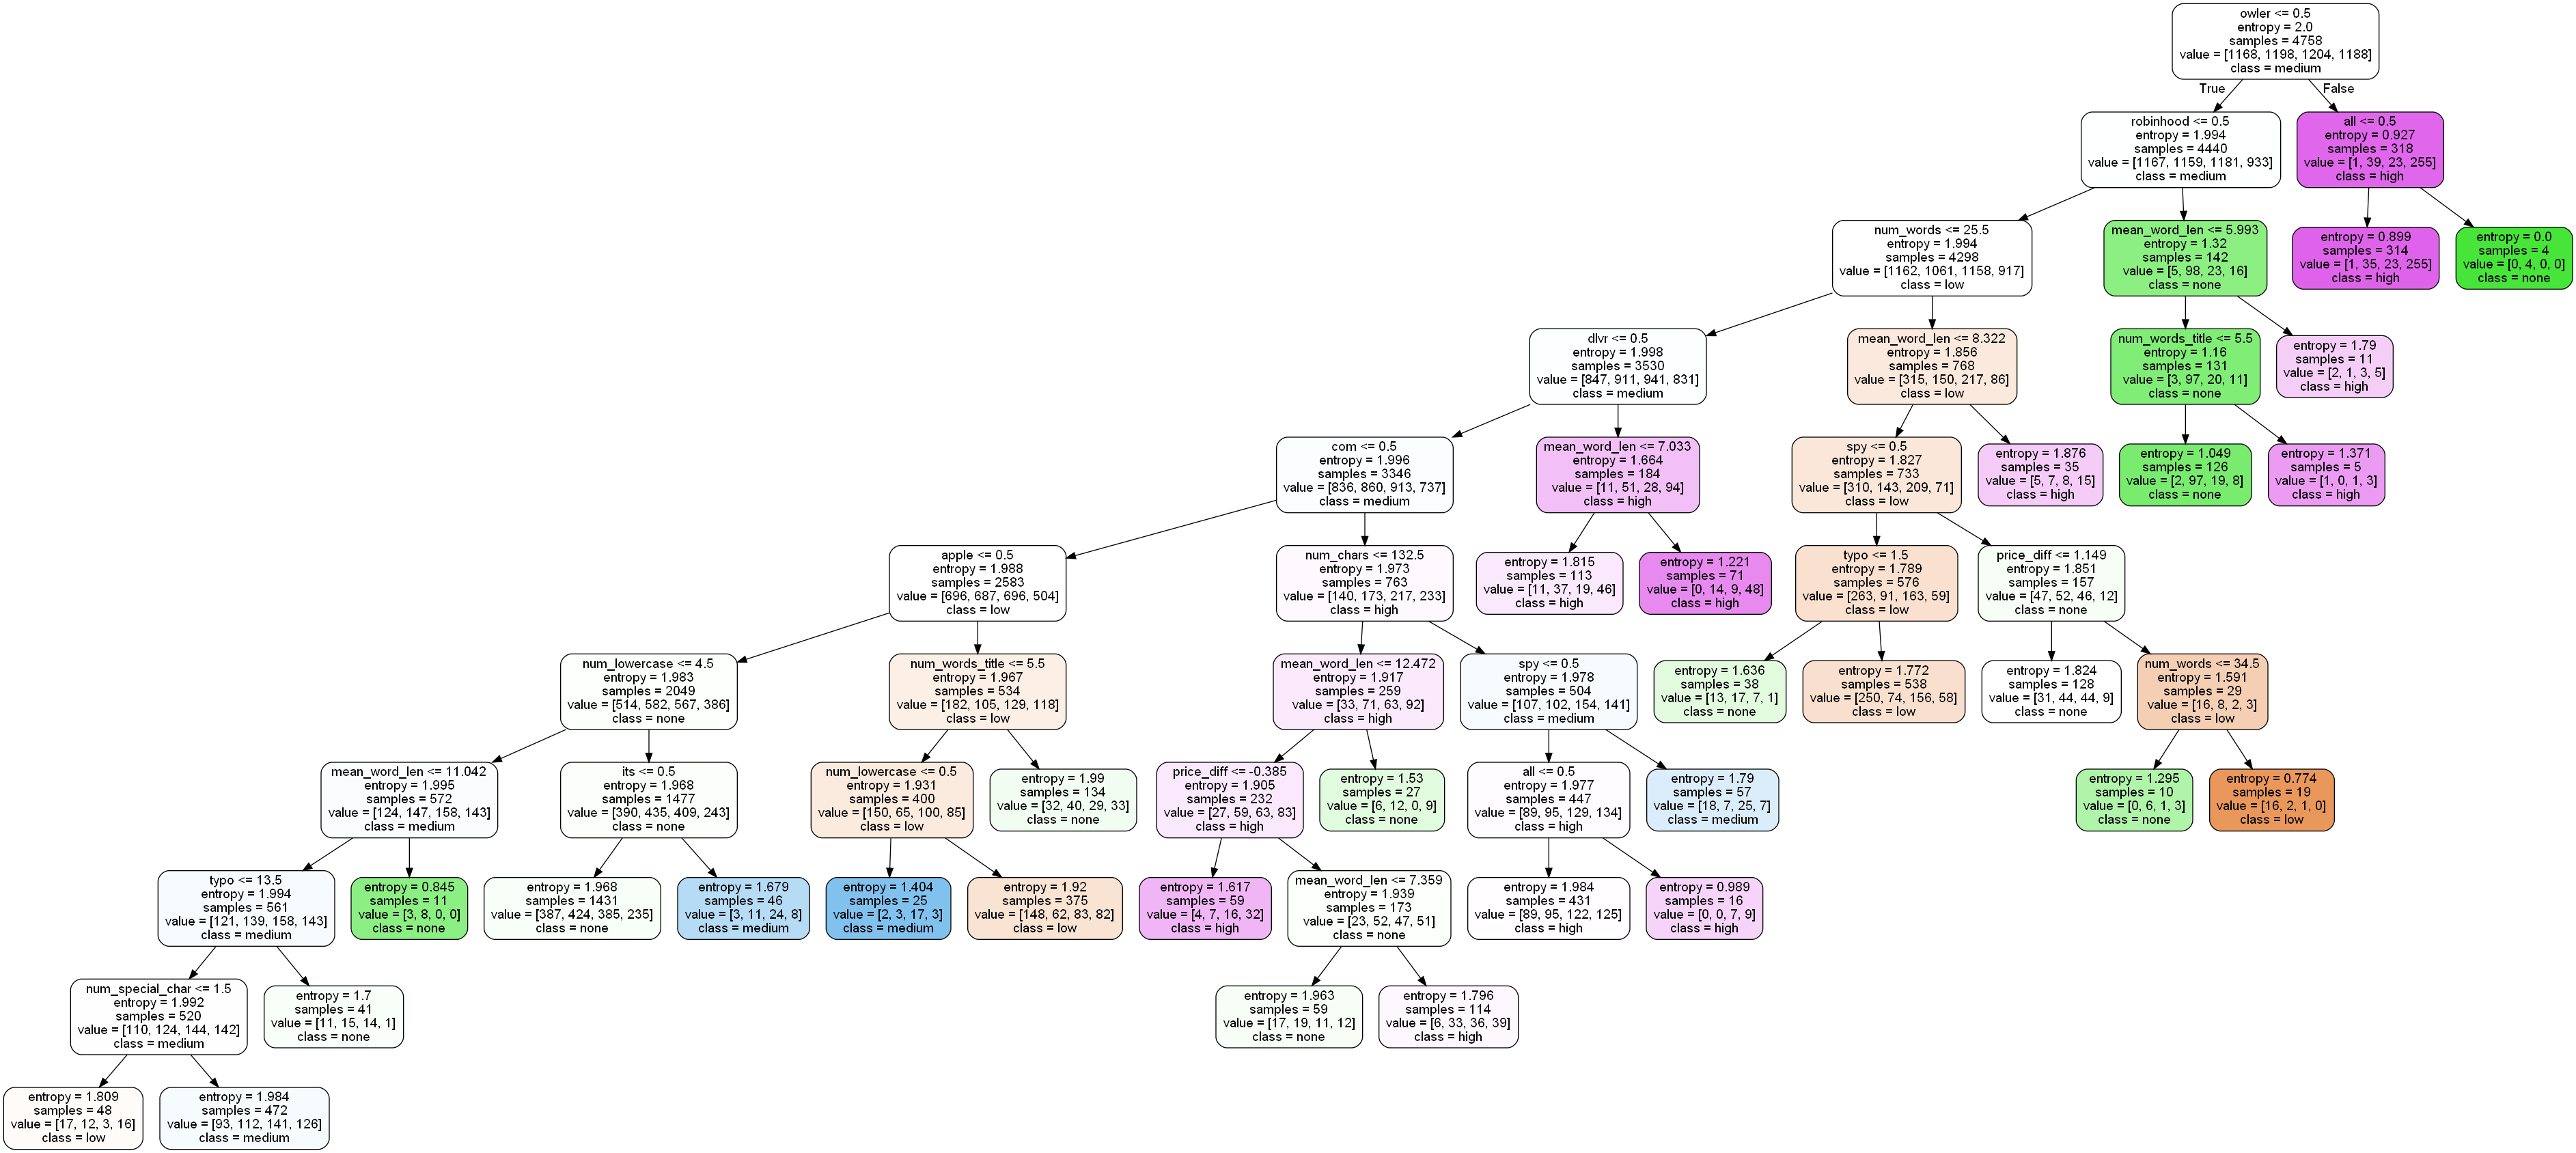 owler <= 0.5
entropy = 2.0
samples = 4758
value = [1168, 1198, 1204, 1188]
class = medium
True
False
robinhood <= 0.5
entropy = 1.994
samples = 4440
value = [1167, 1159, 1181, 933]
class = medium
all <= 0.5
entropy = 0.927
samples = 318
value = [1, 39, 23, 255]
class = high
num_words <= 25.5
entropy = 1.994
samples = 4298
value = [1162, 1061, 1158, 917]
class = low
mean_word_len <= 5.993
entropy = 1.32
samples = 142
value = [5, 98, 23, 16]
class = none
entropy = 0.899
samples = 314
value = [1, 35, 23, 255]
class = high
entropy = 0.0
samples = 4
value = [0, 4, 0, 0]
class = none
dlvr <= 0.5
entropy = 1.998
samples = 3530
value = [847, 911, 941, 831]
class = medium
mean_word_len <= 8.322
entropy = 1.856
samples = 768
value = [315, 150, 217, 86]
class = low
num_words_title <= 5.5
entropy = 1.16
samples = 131
value = [3, 97, 20, 11]
class = none
entropy = 1.79
samples = 11
value = [2, 1, 3, 5]
class = high
com <= 0.5
entropy = 1.996
samples = 3346
value = [836, 860, 913, 737]
class = medium
mean_word_len <= 7.033
entropy = 1.664
samples = 184
value = [11, 51, 28, 94]
class = high
spy <= 0.5
entropy = 1.827
samples = 733
value = [310, 143, 209, 71]
class = low
entropy = 1.876
samples = 35
value = [5, 7, 8, 15]
class = high
entropy = 1.049
samples = 126
value = [2, 97, 19, 8]
class = none
entropy = 1.371
samples = 5
value = [1, 0, 1, 3]
class = high
apple <= 0.5
entropy = 1.988
samples = 2583
value = [696, 687, 696, 504]
class = low
num_chars <= 132.5
entropy = 1.973
samples = 763
value = [140, 173, 217, 233]
class = high
entropy = 1.815
samples = 113
value = [11, 37, 19, 46]
class = high
entropy = 1.221
samples = 71
value = [0, 14, 9, 48]
class = high
typo <= 1.5
entropy = 1.789
samples = 576
value = [263, 91, 163, 59]
class = low
price_diff <= 1.149
entropy = 1.851
samples = 157
value = [47, 52, 46, 12]
class = none
num_lowercase <= 4.5
entropy = 1.983
samples = 2049
value = [514, 582, 567, 386]
class = none
num_words_title <= 5.5
entropy = 1.967
samples = 534
value = [182, 105, 129, 118]
class = low
mean_word_len <= 12.472
entropy = 1.917
samples = 259
value = [33, 71, 63, 92]
class = high
spy <= 0.5
entropy = 1.978
samples = 504
value = [107, 102, 154, 141]
class = medium
entropy = 1.636
samples = 38
value = [13, 17, 7, 1]
class = none
entropy = 1.772
samples = 538
value = [250, 74, 156, 58]
class = low
entropy = 1.824
samples = 128
value = [31, 44, 44, 9]
class = none
num_words <= 34.5
entropy = 1.591
samples = 29
value = [16, 8, 2, 3]
class = low
mean_word_len <= 11.042
entropy = 1.995
samples = 572
value = [124, 147, 158, 143]
class = medium
its <= 0.5
entropy = 1.968
samples = 1477
value = [390, 435, 409, 243]
class = none
num_lowercase <= 0.5
entropy = 1.931
samples = 400
value = [150, 65, 100, 85]
class = low
entropy = 1.99
samples = 134
value = [32, 40, 29, 33]
class = none
price_diff <= -0.385
entropy = 1.905
samples = 232
value = [27, 59, 63, 83]
class = high
entropy = 1.53
samples = 27
value = [6, 12, 0, 9]
class = none
all <= 0.5
entropy = 1.977
samples = 447
value = [89, 95, 129, 134]
class = high
entropy = 1.79
samples = 57
value = [18, 7, 25, 7]
class = medium
entropy = 1.295
samples = 10
value = [0, 6, 1, 3]
class = none
entropy = 0.774
samples = 19
value = [16, 2, 1, 0]
class = low
typo <= 13.5
entropy = 1.994
samples = 561
value = [121, 139, 158, 143]
class = medium
entropy = 0.845
samples = 11
value = [3, 8, 0, 0]
class = none
entropy = 1.968
samples = 1431
value = [387, 424, 385, 235]
class = none
entropy = 1.679
samples = 46
value = [3, 11, 24, 8]
class = medium
entropy = 1.404
samples = 25
value = [2, 3, 17, 3]
class = medium
entropy = 1.92
samples = 375
value = [148, 62, 83, 82]
class = low
entropy = 1.617
samples = 59
value = [4, 7, 16, 32]
class = high
mean_word_len <= 7.359
entropy = 1.939
samples = 173
value = [23, 52, 47, 51]
class = none
entropy = 1.984
samples = 431
value = [89, 95, 122, 125]
class = high
entropy = 0.989
samples = 16
value = [0, 0, 7, 9]
class = high
num_special_char <= 1.5
entropy = 1.992
samples = 520
value = [110, 124, 144, 142]
class = medium
entropy = 1.7
samples = 41
value = [11, 15, 14, 1]
class = none
entropy = 1.963
samples = 59
value = [17, 19, 11, 12]
class = none
entropy = 1.796
samples = 114
value = [6, 33, 36, 39]
class = high
entropy = 1.809
samples = 48
value = [17, 12, 3, 16]
class = low
entropy = 1.984
samples = 472
value = [93, 112, 141, 126]
class = medium